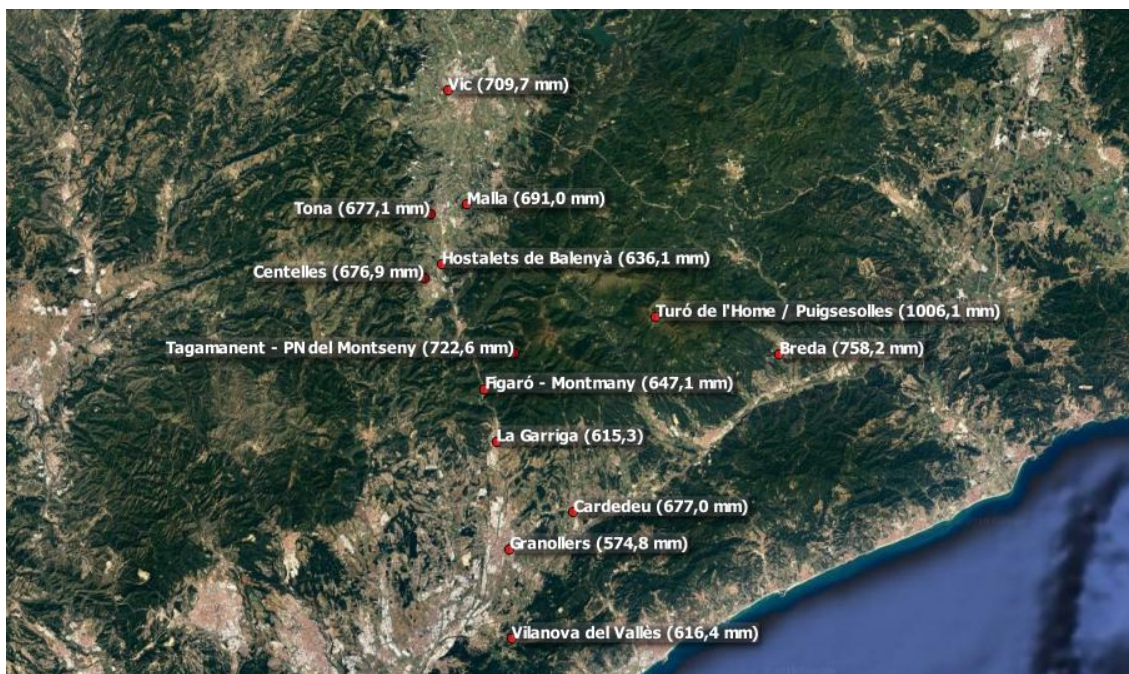 Vic (709,7 mm)
Malla (691,0 mm)
Tona (677,1 mm)
Hostalets de Balenyà (636,1 mm)
Centelles (676,9 mm)
Turó de l'Home / Puigsesolles (1006,1 mm)
Tagamanent - PN del Montseny (722,6 mm)
Breda (758,2 mm)
Figaró - Montmany (647,1 mm)
La Garriga (615,3)
Cardedeu (677,0 mm)
Granollers (574,8 mm)
Vilanova del Vallès (616,4 mm)